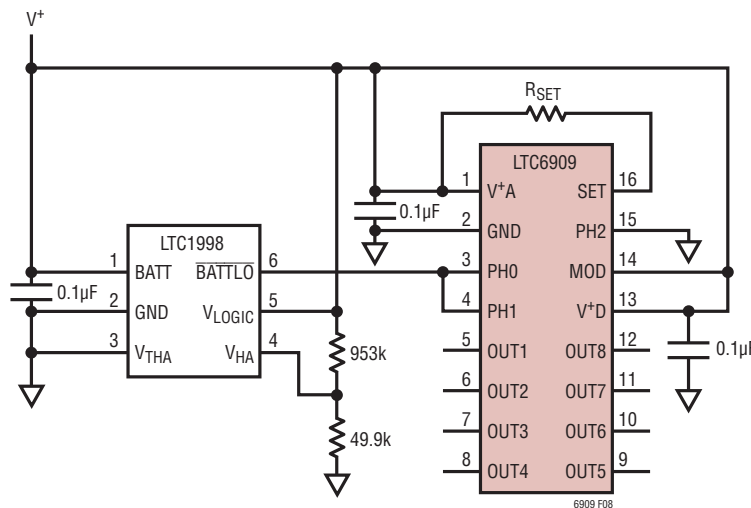 V+
RSET
LTC6909
1 V+A SET 16
0.1µF
2 GND PH2 15
LTC1998
1 BATT BATTLO 6
3 PH0 MOD 14
0.1µF
2 GND VLOGIC 5
4 PH1 V+D 13
3 VTHA VHA 4
953k
5 OUT1 OUT8 12
0.1µF
6 OUT2 OUT7 11
49.9k
7 OUT3 OUT6 10
8 OUT4 OUT5 9
6909 F08